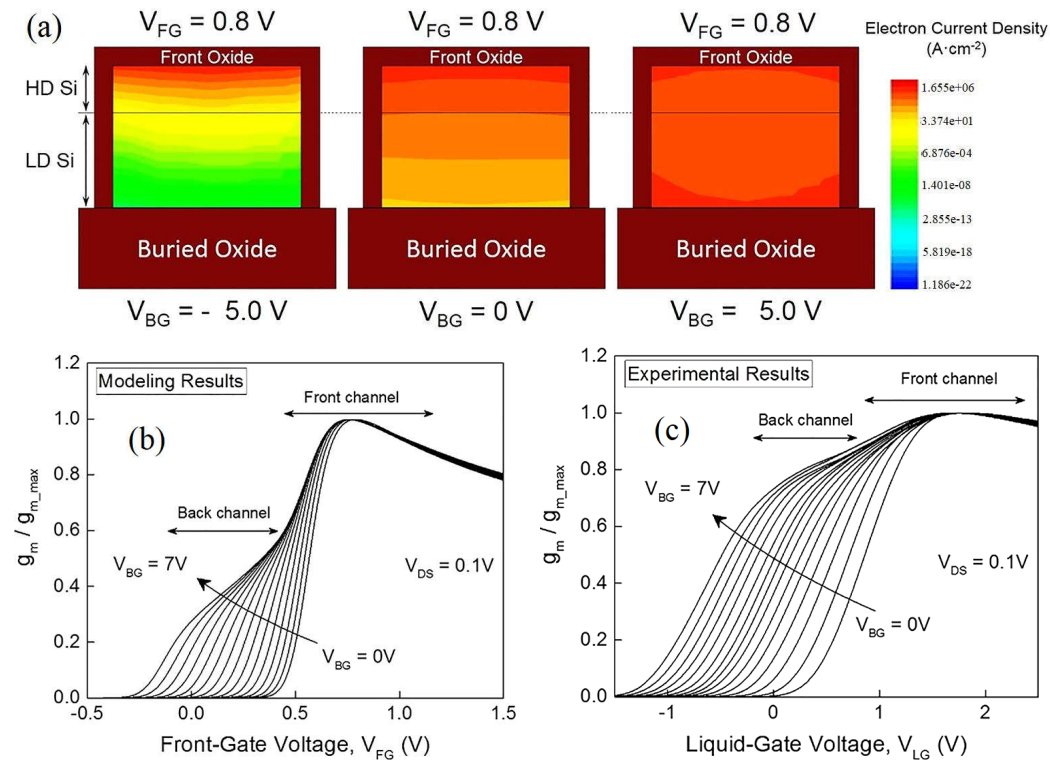 (a)
V_FG = 0.8 V
V_FG = 0.8 V
V_FG = 0.8 V
Electron Current Density
(A·cm⁻²)
Front Oxide
Front Oxide
Front Oxide
HD Si
LD Si
1.655e+06
3.374e+01
6.876e-04
1.401e-08
2.855e-13
5.819e-18
1.186e-22
Buried Oxide
Buried Oxide
Buried Oxide
V_BG = - 5.0 V
V_BG = 0 V
V_BG = 5.0 V
1.2
1.0
0.8
0.6
0.4
0.2
0.0
g_m / g_m_max
Modeling Results
Front channel
(b)
Back channel
V_BG = 7V
V_DS = 0.1V
V_BG = 0V
-0.5
0.0
0.5
1.0
1.5
Front-Gate Voltage, V_FG (V)
1.2
1.0
0.8
0.6
0.4
0.2
0.0
g_m / g_m_max
Experimental Results
Front channel
Back channel
(c)
V_BG = 7V
V_DS = 0.1V
V_BG = 0V
-1
0
1
2
Liquid-Gate Voltage, V_LG (V)